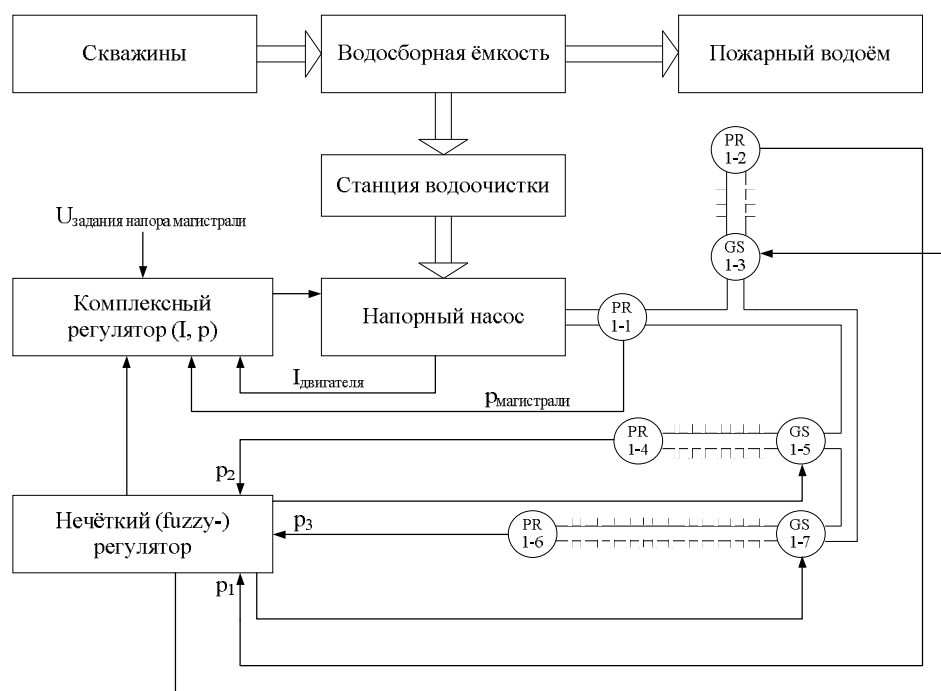 Скважины
Водосборная ёмкость
Пожарный водоём
PR
1-2
Станция водоочистки
Uзадания напора магистрали
GS
1-3
Комплексный
регулятор (I, p)
Напорный насос
PR
1-1
Iдвигателя
pмагистрали
PR
1-4
GS
1-5
p2
Нечёткий (fuzzy-)
регулятор
p3
PR
1-6
GS
1-7
p1